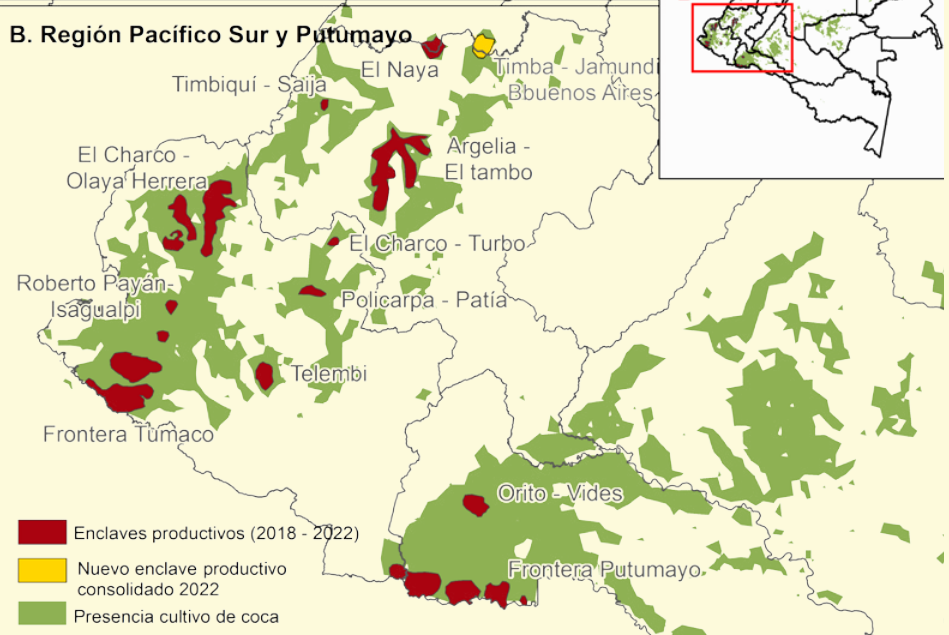 B. Región Pacífico Sur y Putumayo
El Naya
Timba - Jamundi
Bbuenos Aires
Timbiquí - Saija
Argelia -
El tambo
El Charco -
Olaya Herrera
El Charco - Turbo
Roberto Payán-
Isagualpi
Policarpa - Patía
Telembi
Frontera Tumaco
Orito - Vides
Frontera Putumayo
Enclaves productivos (2018 - 2022)
Nuevo enclave productivo
consolidado 2022
Presencia cultivo de coca